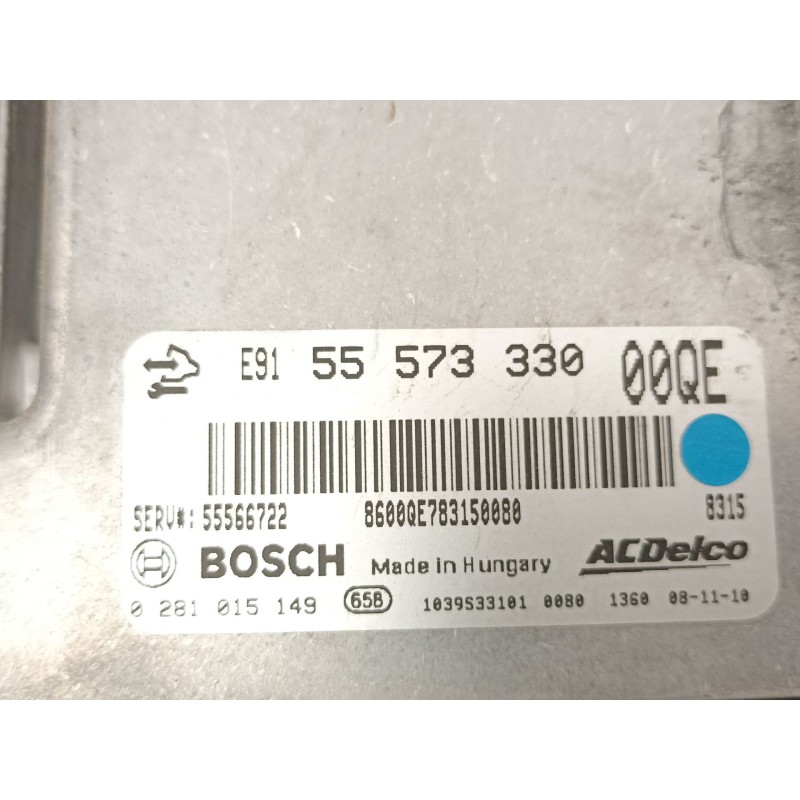 E91 55 573 330 00QE
SERV#: 55566722 8600QE783150080 8315
BOSCH Made in Hungary ACDelco
0 281 015 149 65B 1039S33101 0080 1360 08-11-10